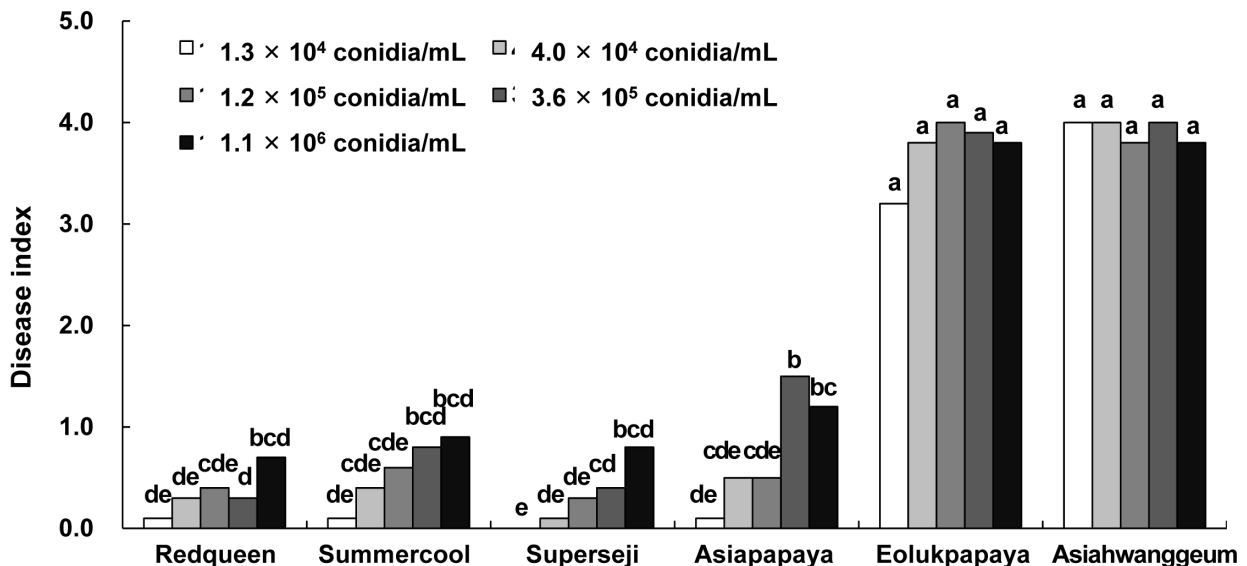 5.0
1.3 × 10⁴ conidia/mL 4.0 × 10⁴ conidia/mL
1.2 × 10⁵ conidia/mL 3.6 × 10⁵ conidia/mL
1.1 × 10⁶ conidia/mL
4.0
3.0
2.0
1.0
0.0
Disease index
de de cde d bcd
de cde cde bcd bcd
e de de cd bcd
de cde cde b bc
a a a a a
a a a a a
Redqueen Summercool Superseji Asiapapaya Eolukpapaya Asiahwanggeum